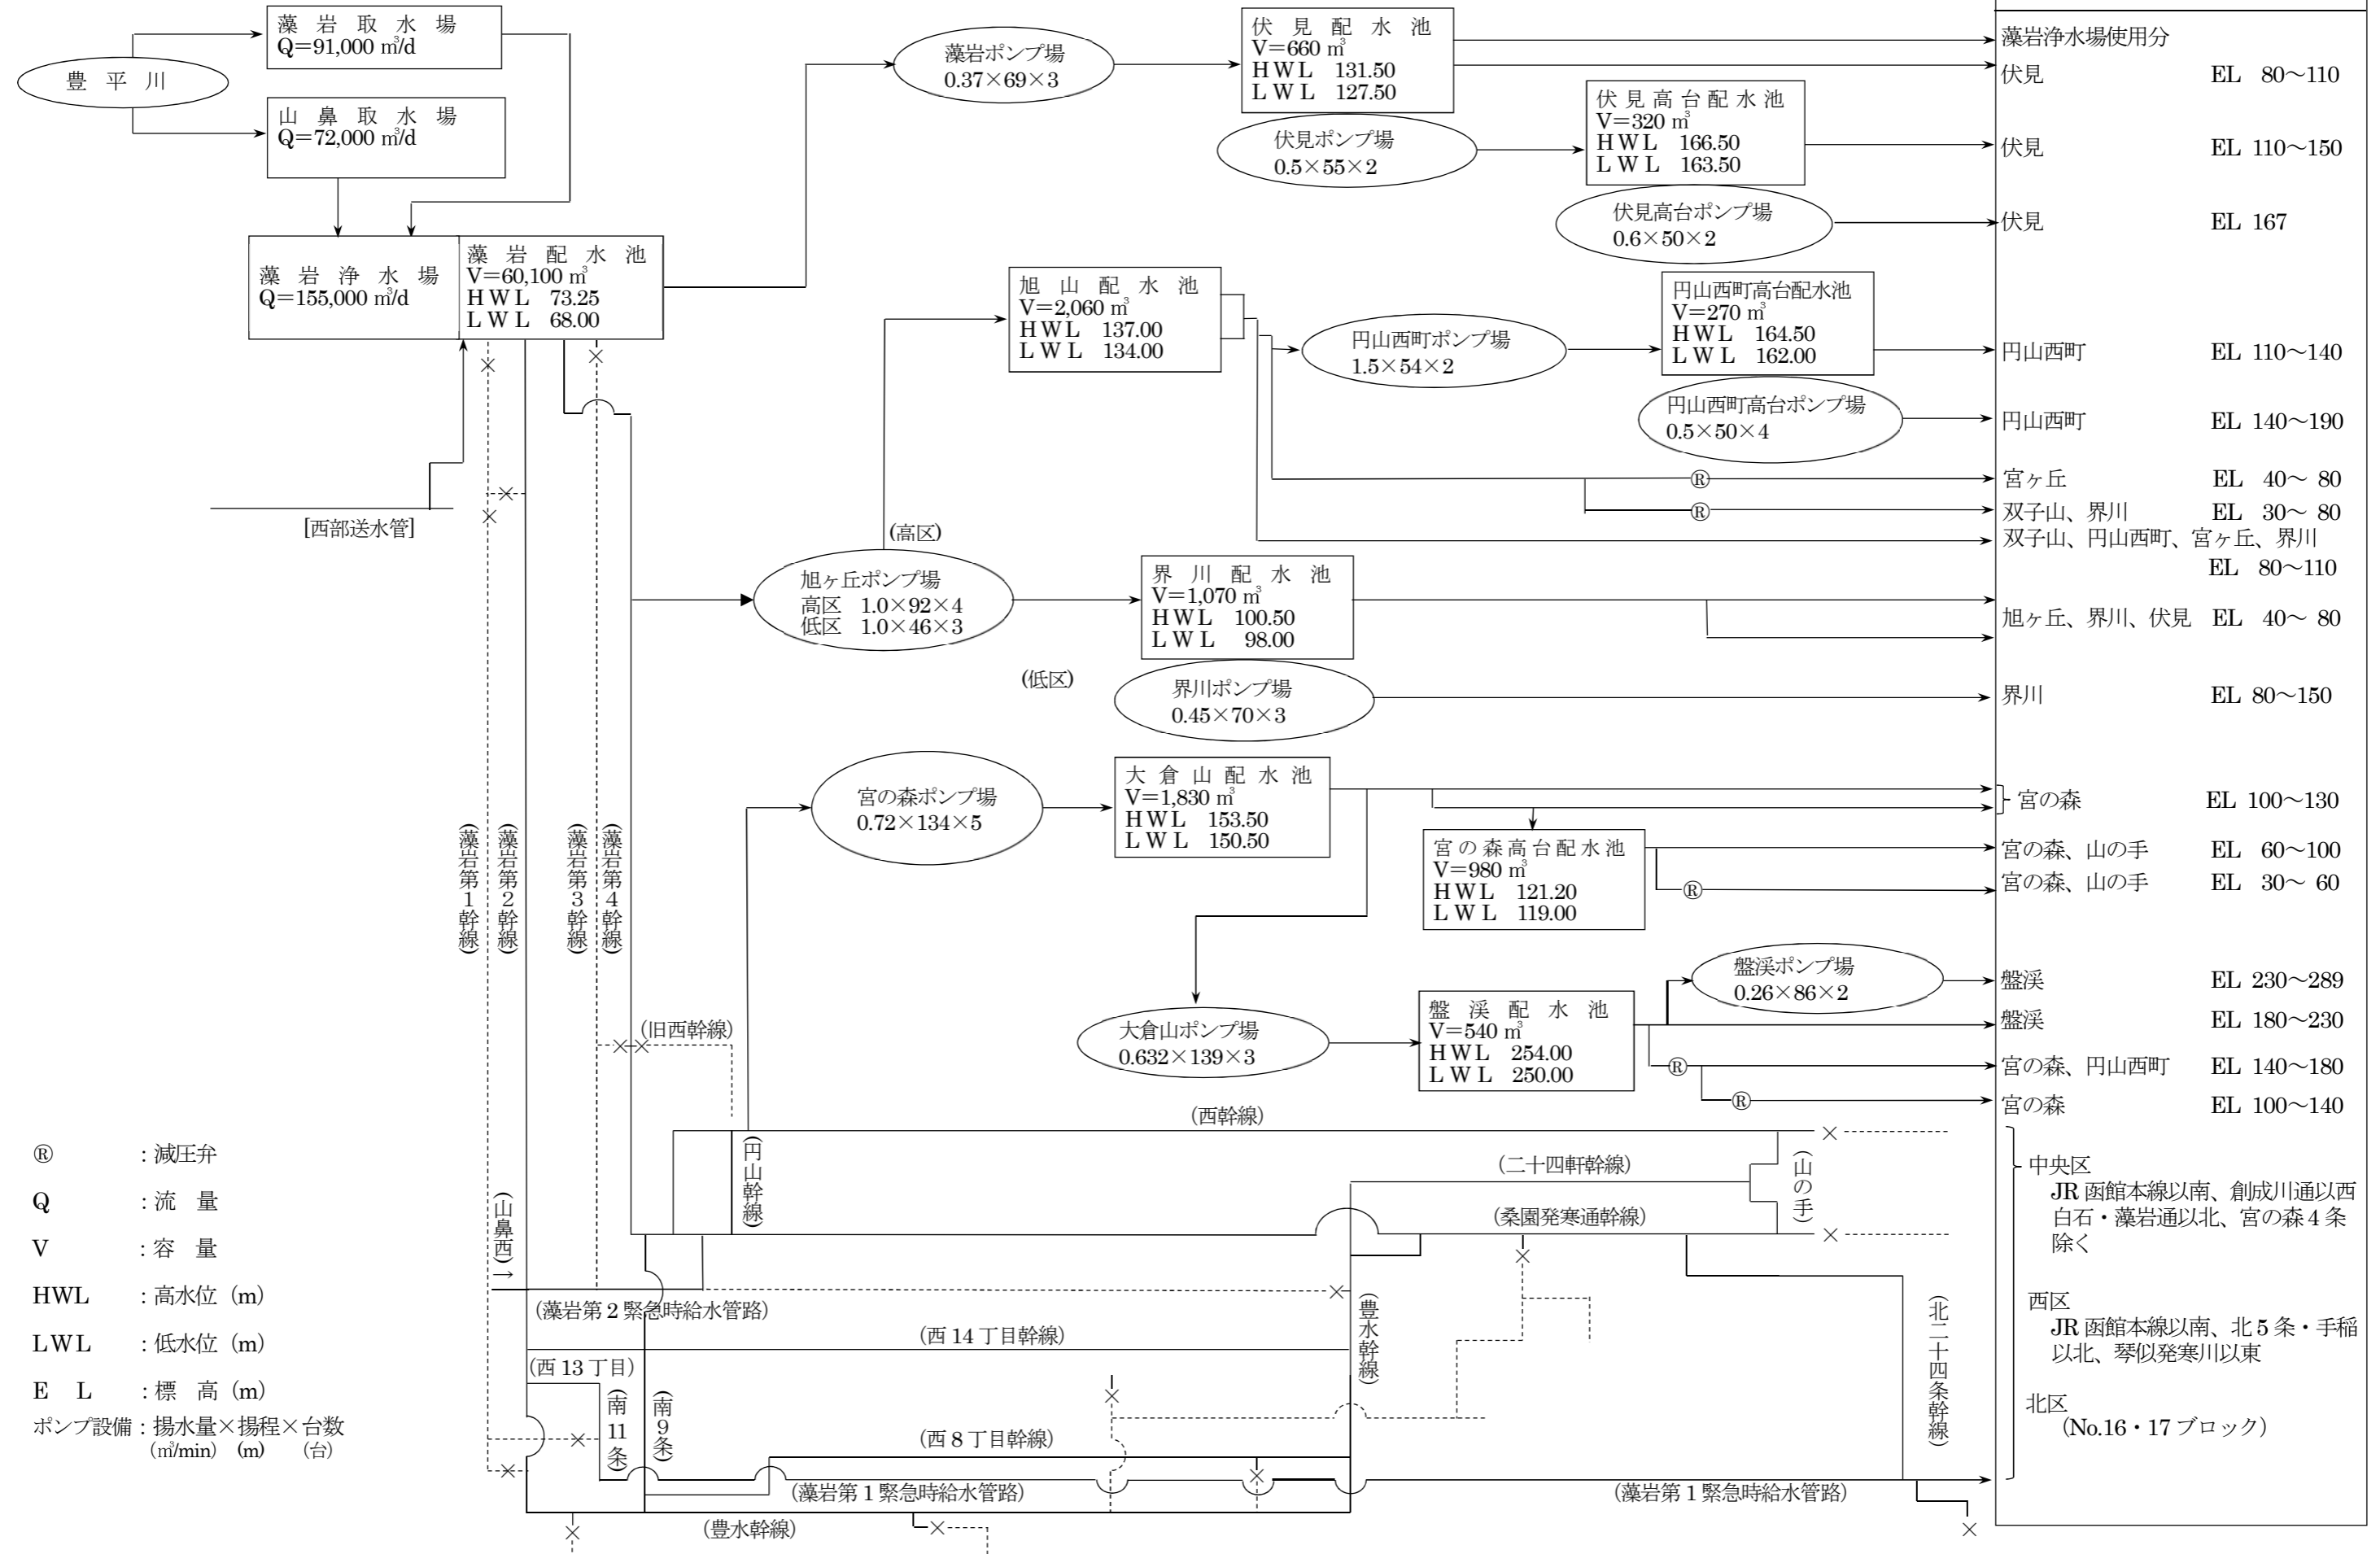 藻岩取水場
Q=91,000 ㎥/d
豊平川
山鼻取水場
Q=72,000 ㎥/d
藻岩浄水場
Q=155,000 ㎥/d
藻岩配水池
V=60,100 ㎥
HWL 73.25
LWL 68.00
[西部送水管]
藻岩ポンプ場
0.37×69×3
伏見配水池
V=660 ㎥
HWL 131.50
LWL 127.50
伏見ポンプ場
0.5×55×2
伏見高台配水池
V=320 ㎥
HWL 166.50
LWL 163.50
伏見高台ポンプ場
0.6×50×2
旭山配水池
V=2,060 ㎥
HWL 137.00
LWL 134.00
円山西町ポンプ場
1.5×54×2
円山西町高台配水池
V=270 ㎥
HWL 164.50
LWL 162.00
円山西町高台ポンプ場
0.5×50×4
Ⓡ
Ⓡ
(高区)
旭ヶ丘ポンプ場
高区 1.0×92×4
低区 1.0×46×3
(低区)
界川配水池
V=1,070 ㎥
HWL 100.50
LWL 98.00
界川ポンプ場
0.45×70×3
宮の森ポンプ場
0.72×134×5
大倉山配水池
V=1,830 ㎥
HWL 153.50
LWL 150.50
宮の森高台配水池
V=980 ㎥
HWL 121.20
LWL 119.00
Ⓡ
大倉山ポンプ場
0.632×139×3
盤渓配水池
V=540 ㎥
HWL 254.00
LWL 250.00
盤渓ポンプ場
0.26×86×2
Ⓡ
Ⓡ
藻岩浄水場使用分
伏見 EL 80～110
伏見 EL 110～150
伏見 EL 167
円山西町 EL 110～140
円山西町 EL 140～190
宮ヶ丘 EL 40～ 80
双子山、界川 EL 30～ 80
双子山、円山西町、宮ヶ丘、界川
EL 80～110
旭ヶ丘、界川、伏見 EL 40～ 80
界川 EL 80～150
宮の森 EL 100～130
宮の森、山の手 EL 60～100
宮の森、山の手 EL 30～ 60
盤渓 EL 230～289
盤渓 EL 180～230
宮の森、円山西町 EL 140～180
宮の森 EL 100～140
中央区
JR 函館本線以南、創成川通以西
白石・藻岩通以北、宮の森 4 条
除く
西区
JR 函館本線以南、北 5 条・手稲
以北、琴似発寒川以東
北区
（No.16・17 ブロック）
(藻岩第1幹線)
(藻岩第2幹線)
(藻岩第3幹線)
(藻岩第4幹線)
(旧西幹線)
(西幹線)
(円山幹線)
(二十四軒幹線)
(山の手)
(桑園発寒通幹線)
(山鼻西)→
(藻岩第 2 緊急時給水管路)
(豊水幹線)
(西 14 丁目幹線)
(西 13 丁目)
(南11条)
(南9条)
(西 8 丁目幹線)
(北二十四条幹線)
(藻岩第 1 緊急時給水管路)
(藻岩第 1 緊急時給水管路)
(豊水幹線)
Ⓡ : 減圧弁
Q : 流 量
V : 容 量
HWL : 高水位（m）
LWL : 低水位（m）
E L : 標 高（m）
ポンプ設備 : 揚水量×揚程×台数
(㎥/min) (m) (台)